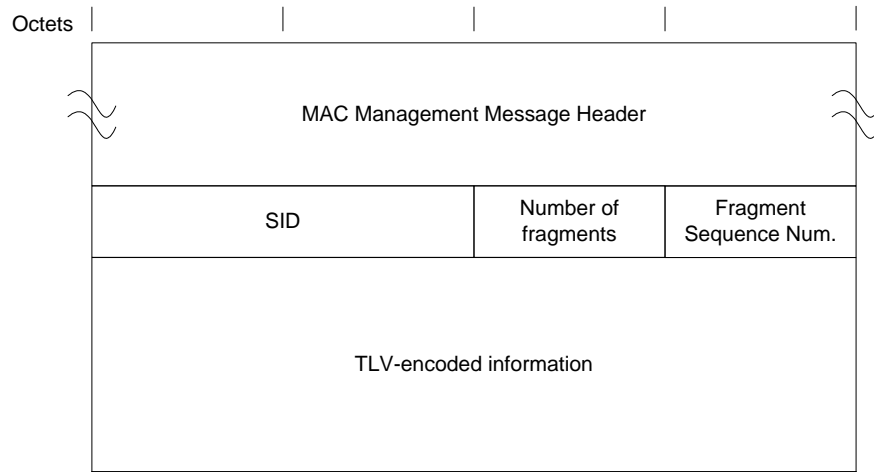 Octets
MAC Management Message Header
SID
Number of
fragments
Fragment
Sequence Num.
TLV-encoded information